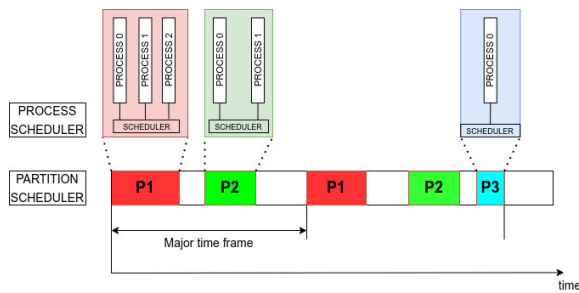 PROCESS 0
PROCESS 1
PROCESS 2
SCHEDULER
PROCESS 0
PROCESS 1
SCHEDULER
PROCESS 0
SCHEDULER
PROCESS
SCHEDULER
PARTITION
SCHEDULER
P1
P2
P1
P2
P3
Major time frame
time